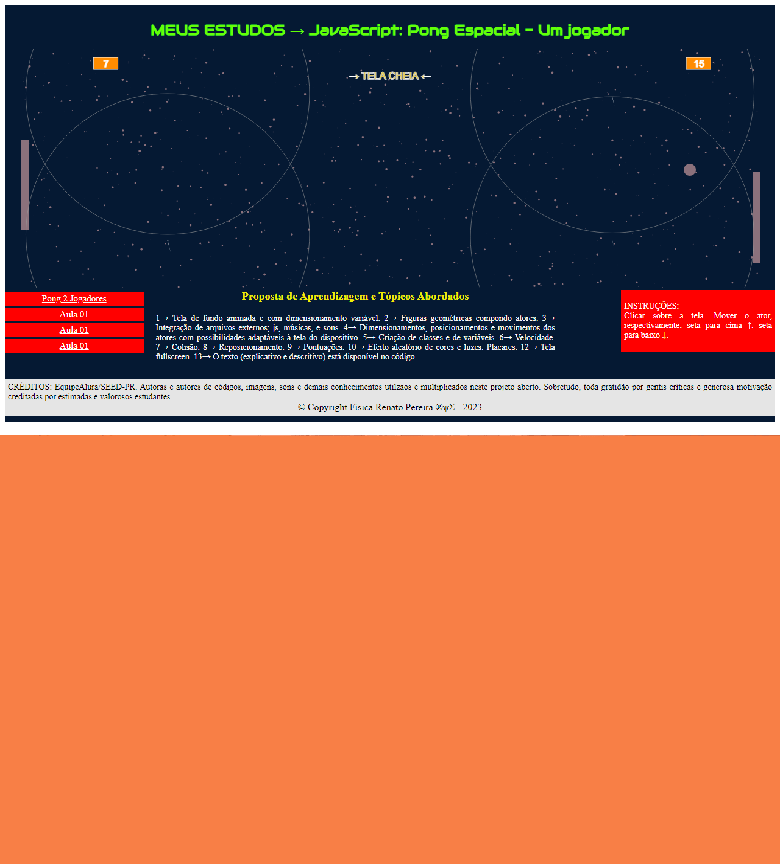 MEUS ESTUDOS → JavaScript: Pong Espacial - Um jogador
7
15
→ TELA CHEIA ←
Pong 2 Jogadores
Aula 01
Aula 01
Aula 01
Proposta de Aprendizagem e Tópicos Abordados
1→ Tela de fundo animada e com dimensionamento variável. 2→ Figuras geométricas compondo atores. 3→
Integração de arquivos externos; js, músicas, e sons. 4→ Dimensionamentos, posicionamentos e movimentos dos
atores com possibilidades adaptáveis à tela do dispositivo. 5→ Criação de classes e de variáveis. 6→ Velocidade.
7→ Colisão. 8→ Reposicionamento. 9→ Pontuações. 10→ Efeito aleatório de cores e luzes. Placares. 12→ Tela
fullscreen. 13→ O texto (explicativo e descritivo) está disponível no código.
INSTRUÇÕES:
Clicar sobre a tela. Mover o ator,
respectivamente: seta para cima ↑, seta
para baixo ↓.
CRÉDITOS: EquipeAlura/SEED-PR. Autoras e autores de códigos, imagens, sons e demais conhecimentos utilizados e multiplicados neste projeto aberto. Sobretudo, toda gratidão por gentis críticas e generosa motivação
creditadas por estimadas e valorosos estudantes.
© Copyright Física Renato Pereira - 2023